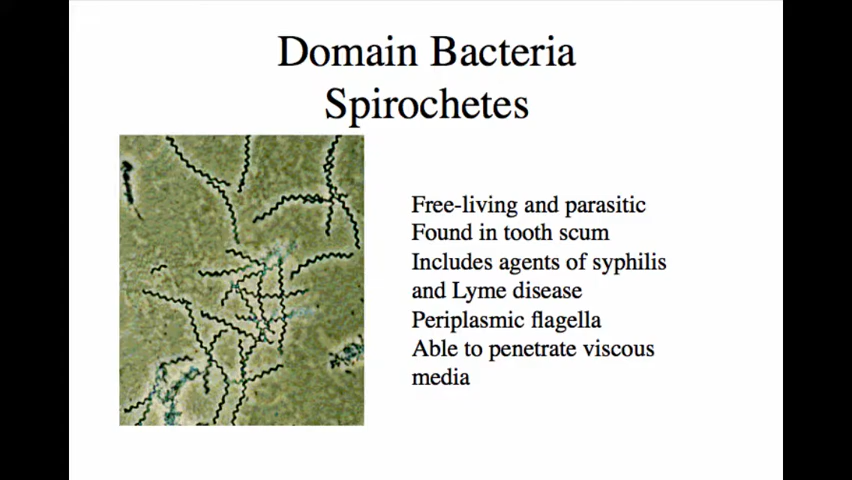 Domain Bacteria
Spirochetes
Free-living and parasitic
Found in tooth scum
Includes agents of syphilis
and Lyme disease
Periplasmic flagella
Able to penetrate viscous
media